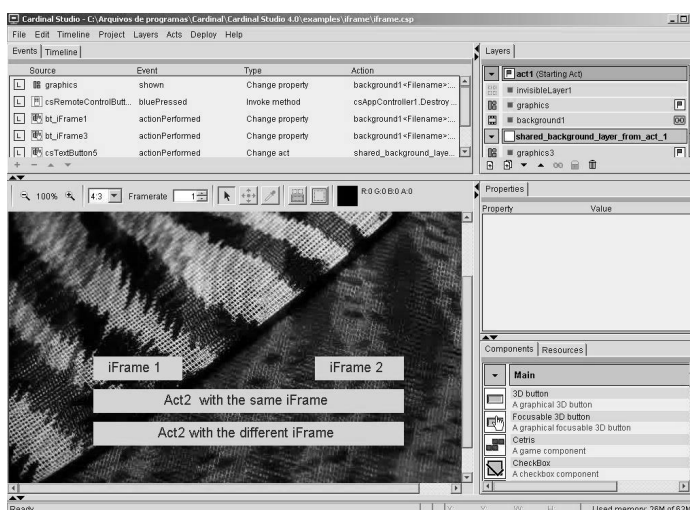 Cardinal Studio - C:\Arquivos de programas\Cardinal\Cardinal Studio 4.0\examples\iframe\iframe.csp
File Edit Timeline Project Layers Acts Deploy Help
Events Timeline
Source Event Type Action
L graphics shown Change property background1<Filename>:...
L csRemoteControlButt... bluePressed Invoke method csAppController1.Destroy...
L bt_iFrame1 actionPerformed Change property background1<Filename>:...
L bt_iFrame3 actionPerformed Change property background1<Filename>:...
L csTextButton5 actionPerformed Change act shared_background_laye...
Layers
act1 (Starting Act)
invisibleLayer1
graphics
background1
shared_background_layer_from_act_1
graphics3
100% 4:3 Framerate 1 R:0 G:0 B:0 A:0
iFrame 1 iFrame 2
Act2 with the same iFrame
Act2 with the different iFrame
Properties
Property Value
Components Resources
Main
3D button
A graphical 3D button
Focusable 3D button
A graphical focusable 3D button
Cetris
A game component
CheckBox
A checkbox component
Ready X Y W H Used memory: 26M of 63M